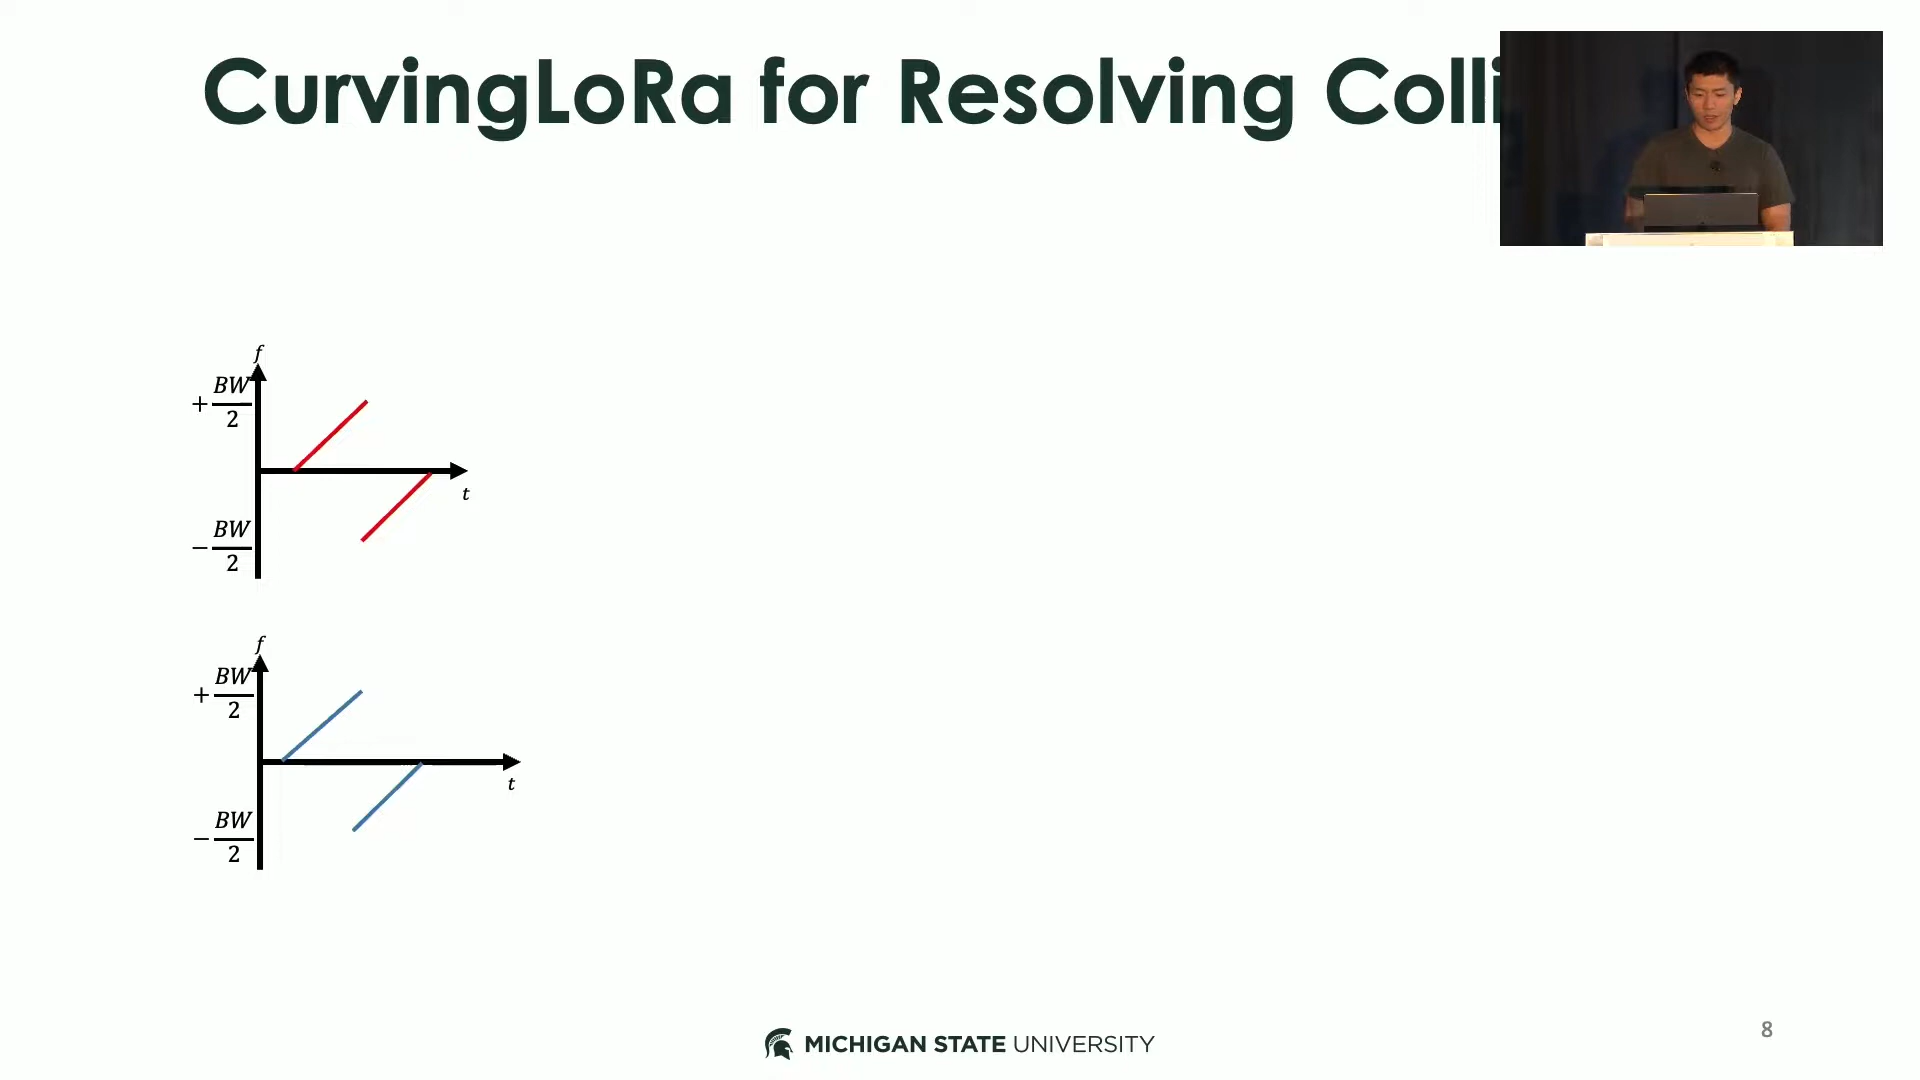 CurvingLoRa for Resolving Colli
f
+BW/2
t
−BW/2
f
+BW/2
t
−BW/2
MICHIGAN STATE UNIVERSITY
8